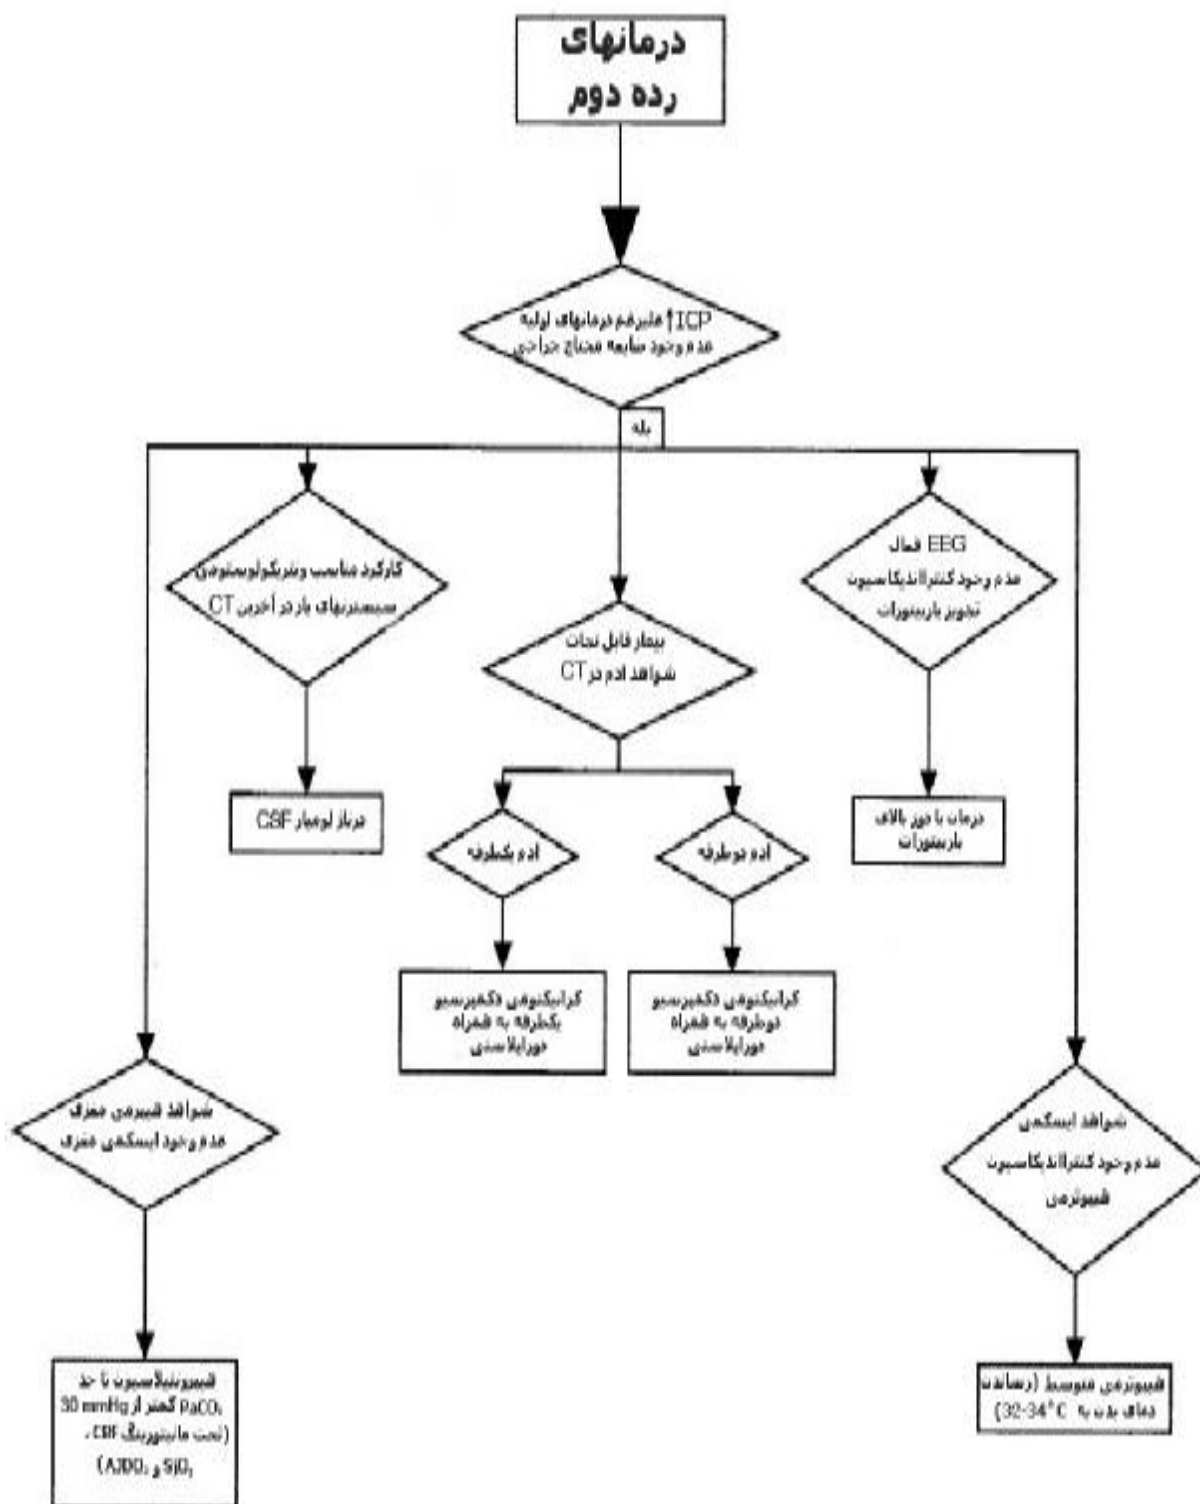 درمانهای
رده دوم
ICP↑ علیرغم درمانهای اولیه
عدم وجود ضایعه محتاج جراحی
بله
کارکرد مناسب ونتریکولوستومی
سیسترنهای باز در آخرین CT
درناژ لومبار CSF
بیمار قابل نجات
شواهد ادم در CT
ادم یکطرفه
ادم دوطرفه
کرانیکتومی دکمپرسیو
یکطرفه به همراه
دوراپلاستی
کرانیکتومی دکمپرسیو
دوطرفه به همراه
دوراپلاستی
EEG فعال
عدم وجود کنترااندیکاسیون
تجویز باربیتورات
درمان با دوز بالای
باربیتورات
شواهد هیپرمی مغزی
عدم وجود ایسکمی مغزی
هیپرونتیلاسیون تا حد
PaCO₂ کمتر از 30 mmHg
(تحت مانیتورینگ CBF ،
SjO₂ و AJDO₂)
شواهد ایسکمی
عدم وجود کنترااندیکاسیون
هیپوترمی
هیپوترمی متوسط (رساندن
دمای بدن به 32-34°C)